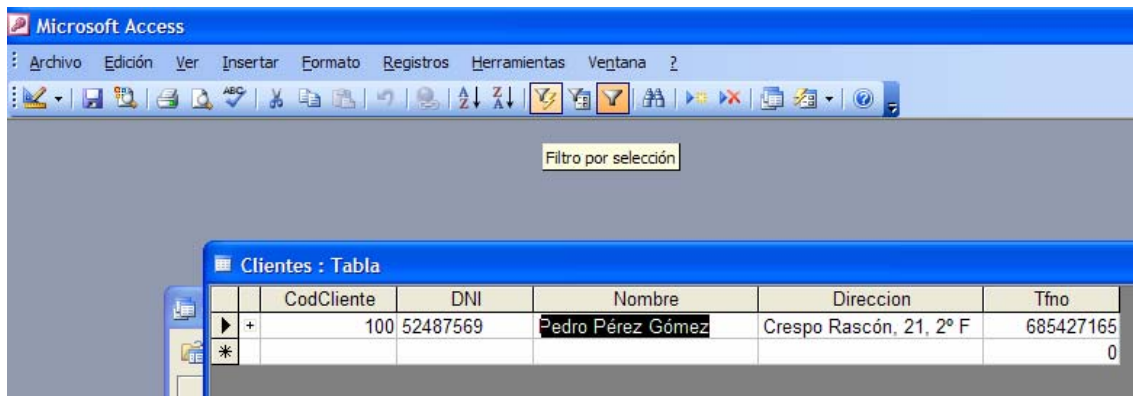 Microsoft Access
Archivo Edición Ver Insertar Formato Registros Herramientas Ventana ?
Filtro por selección
Clientes : Tabla
CodCliente DNI Nombre Direccion Tfno
+ 100 52487569 Pedro Pérez Gómez Crespo Rascón, 21, 2º F 685427165
* 0